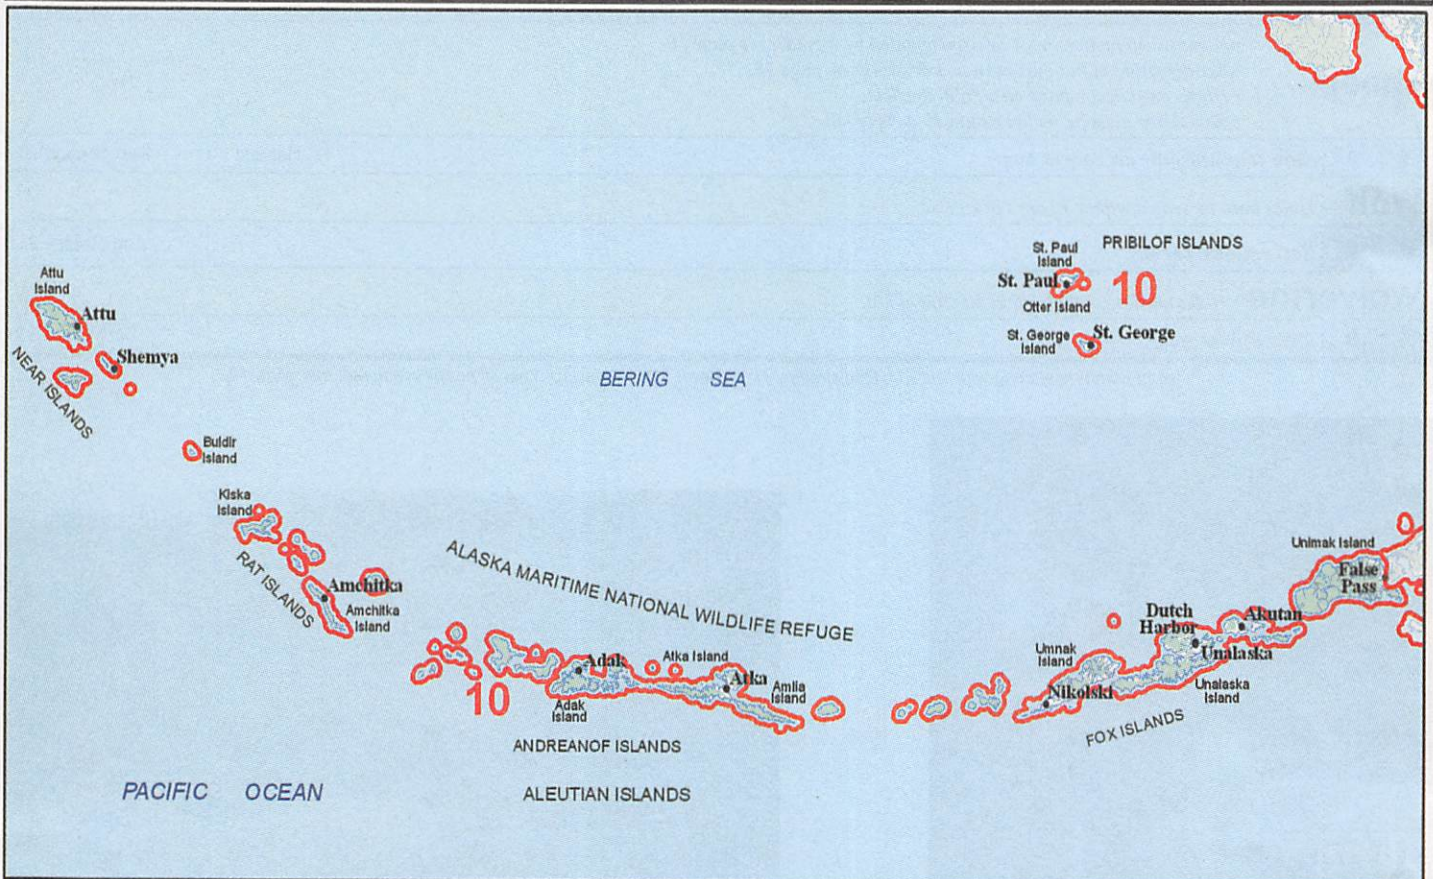 St. Paul
Island
PRIBILOF ISLANDS
St. Paul
10
Otter Island
St. George
Island
St. George
Attu
Island
Attu
Shemya
NEAR ISLANDS
BERING SEA
Buldir
Island
Kiska
Island
RAT ISLANDS
Amchitka
Amchitka
Island
ALASKA MARITIME NATIONAL WILDLIFE REFUGE
Unimak Island
False
Pass
Dutch
Harbor
Akutan
Unalaska
Umnak
Island
Nikolski
Unalaska
Island
FOX ISLANDS
Adak
Atka Island
Atka
Amlia
Island
10
Adak
Island
ANDREANOF ISLANDS
PACIFIC OCEAN
ALEUTIAN ISLANDS